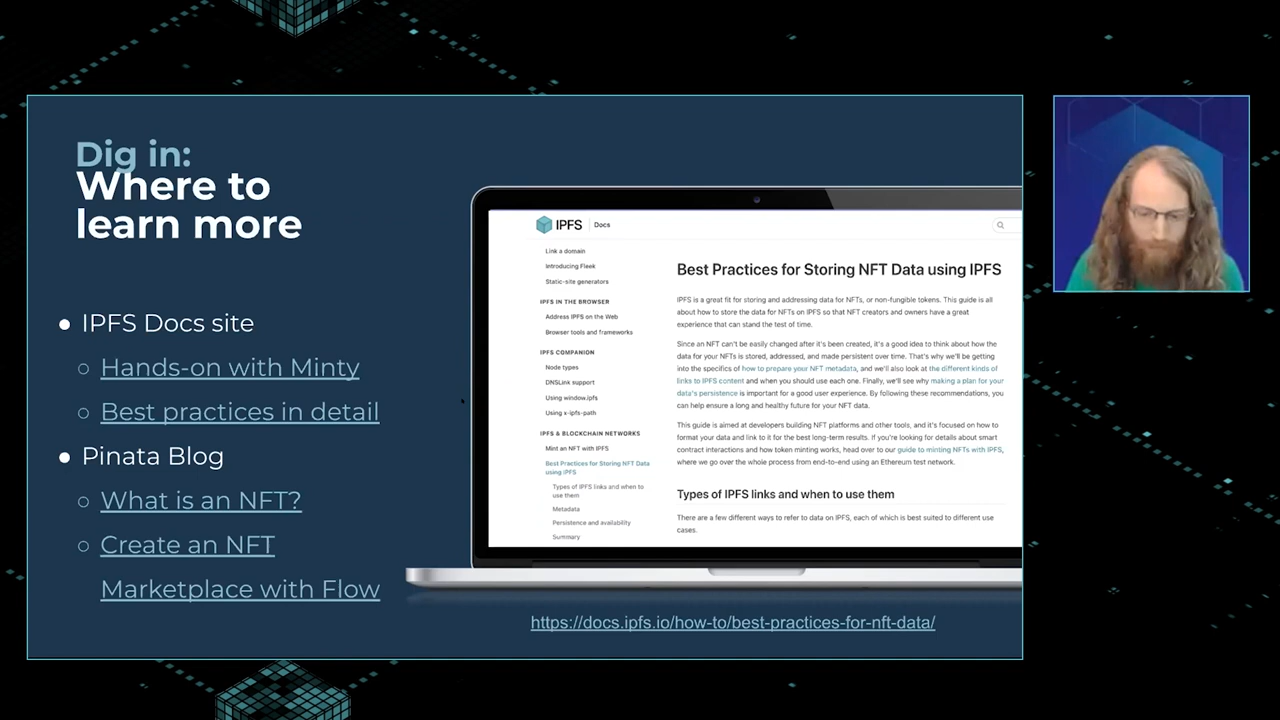 Dig in:
Where to
learn more
● IPFS Docs site
○ Hands-on with Minty
○ Best practices in detail
● Pinata Blog
○ What is an NFT?
○ Create an NFT
Marketplace with Flow
IPFS | Docs
Link a domain
Introducing Fleek
Static-site generators
IPFS IN THE BROWSER
Address IPFS on the Web
Browser tools and frameworks
IPFS COMPANION
Node types
DNSLink support
Using window.ipfs
Using x-ipfs-path
IPFS & BLOCKCHAIN NETWORKS
Mint an NFT with IPFS
Best Practices for Storing NFT Data
using IPFS
Types of IPFS links and when to
use them
Metadata
Persistence and availability
Summary
Best Practices for Storing NFT Data using IPFS
IPFS is a great fit for storing and addressing data for NFTs, or non-fungible tokens. This guide is all
about how to store the data for NFTs on IPFS so that NFT creators and owners have a great
experience that can stand the test of time.
Since an NFT can't be easily changed after it's been created, it's a good idea to think about how the
data for your NFTs is stored, addressed, and made persistent over time. That's why we'll be getting
into the specifics of how to prepare your NFT metadata, and we'll also look at the different kinds of
links to IPFS content and when you should use each one. Finally, we'll see why making a plan for your
data's persistence is important for a good user experience. By following these recommendations, you
can help ensure a long and healthy future for your NFT data.
This guide is aimed at developers building NFT platforms and other tools, and it's focused on how to
format your data and link to it for the best long-term results. If you're looking for details about smart
contract interactions and how token minting works, head over to our guide to minting NFTs with IPFS,
where we go over the whole process from end-to-end using an Ethereum test network.
Types of IPFS links and when to use them
There are a few different ways to refer to data on IPFS, each of which is best suited to different use
cases.
https://docs.ipfs.io/how-to/best-practices-for-nft-data/